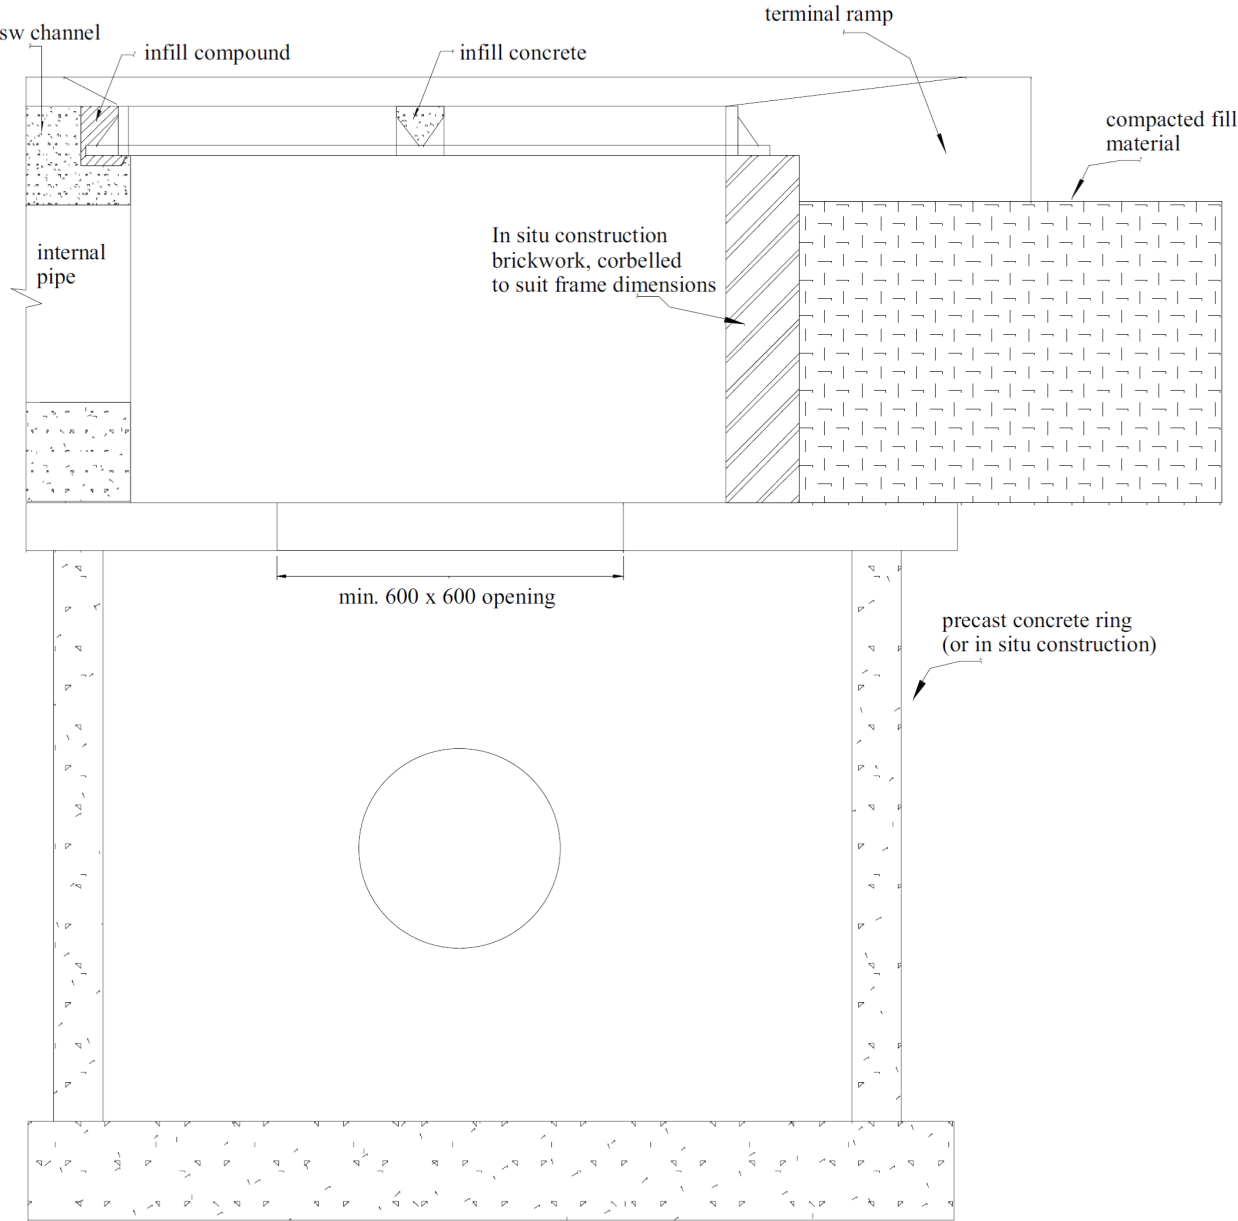 terminal ramp
sw channel
infill compound
infill concrete
compacted fill
material
In situ construction
brickwork, corbelled
to suit frame dimensions
internal
pipe
min. 600 x 600 opening
precast concrete ring
(or in situ construction)